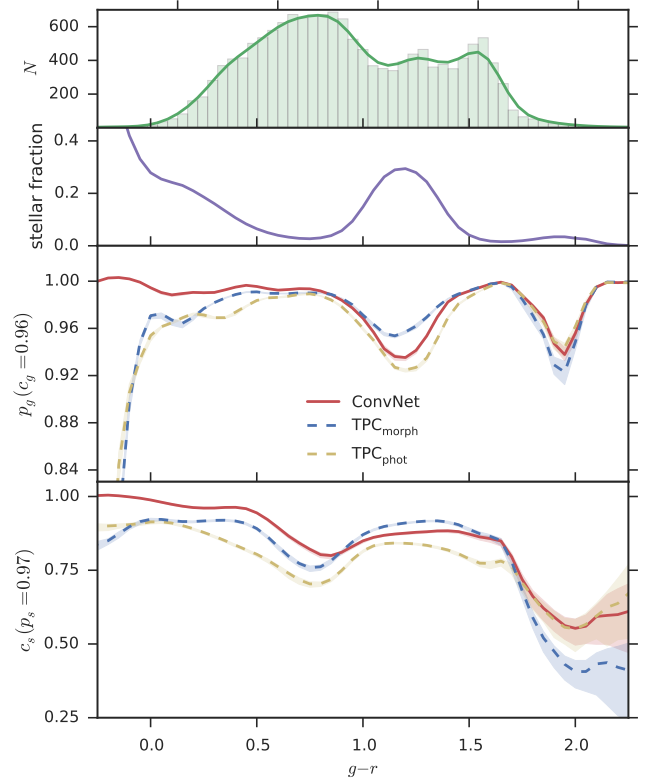 600
400
200
N
0.4
0.2
0.0
stellar fraction
1.00
0.96
0.92
0.88
0.84
p_g (c_g = 0.96)
ConvNet
TPC_morph
TPC_phot
1.00
0.75
0.50
0.25
c_s (p_s = 0.97)
0.0 0.5 1.0 1.5 2.0
g−r